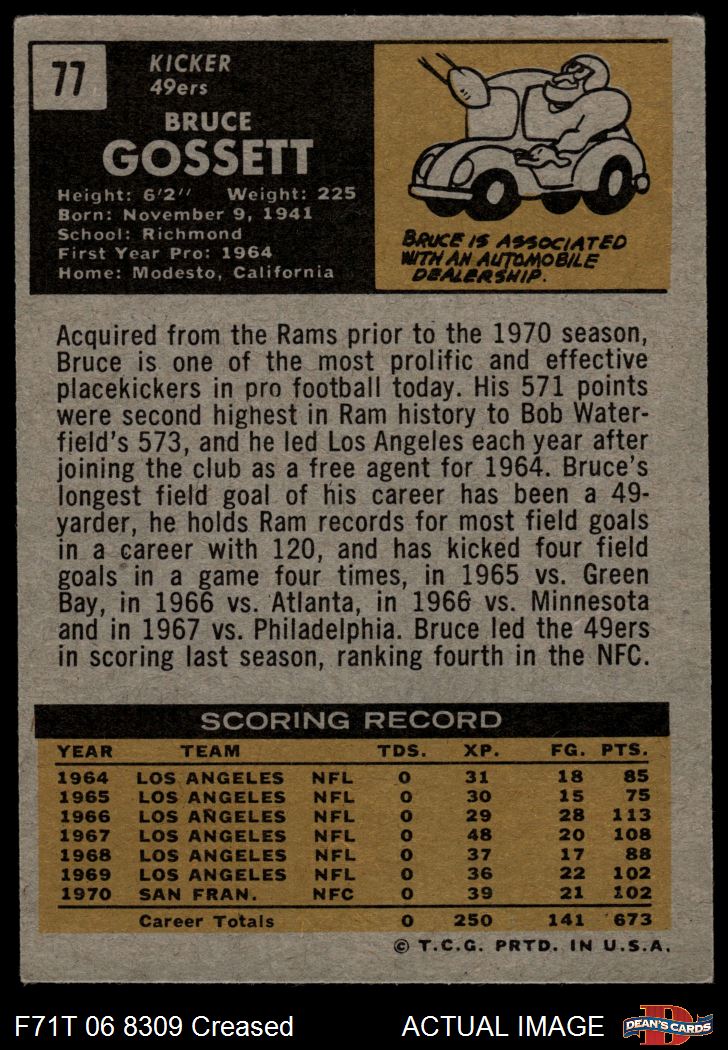 77
KICKER
49ers
BRUCE
GOSSETT
Height: 6'2" Weight: 225
Born: November 9, 1941
School: Richmond
First Year Pro: 1964
Home: Modesto, California
BRUCE IS ASSOCIATED
WITH AN AUTOMOBILE
DEALERSHIP.
Acquired from the Rams prior to the 1970 season,
Bruce is one of the most prolific and effective
placekickers in pro football today. His 571 points
were second highest in Ram history to Bob Water-
field's 573, and he led Los Angeles each year after
joining the club as a free agent for 1964. Bruce's
longest field goal of his career has been a 49-
yarder, he holds Ram records for most field goals
in a career with 120, and has kicked four field
goals in a game four times, in 1965 vs. Green
Bay, in 1966 vs. Atlanta, in 1966 vs. Minnesota
and in 1967 vs. Philadelphia. Bruce led the 49ers
in scoring last season, ranking fourth in the NFC.
SCORING RECORD
YEAR TEAM TDS. XP. FG. PTS.
1964 LOS ANGELES NFL 0 31 18 85
1965 LOS ANGELES NFL 0 30 15 75
1966 LOS ANGELES NFL 0 29 28 113
1967 LOS ANGELES NFL 0 48 20 108
1968 LOS ANGELES NFL 0 37 17 88
1969 LOS ANGELES NFL 0 36 22 102
1970 SAN FRAN. NFC 0 39 21 102
Career Totals 0 250 141 673
© T.C.G. PRTD. IN U.S.A.
F71T 06 8309 Creased ACTUAL IMAGE
D
DEAN'S CARDS